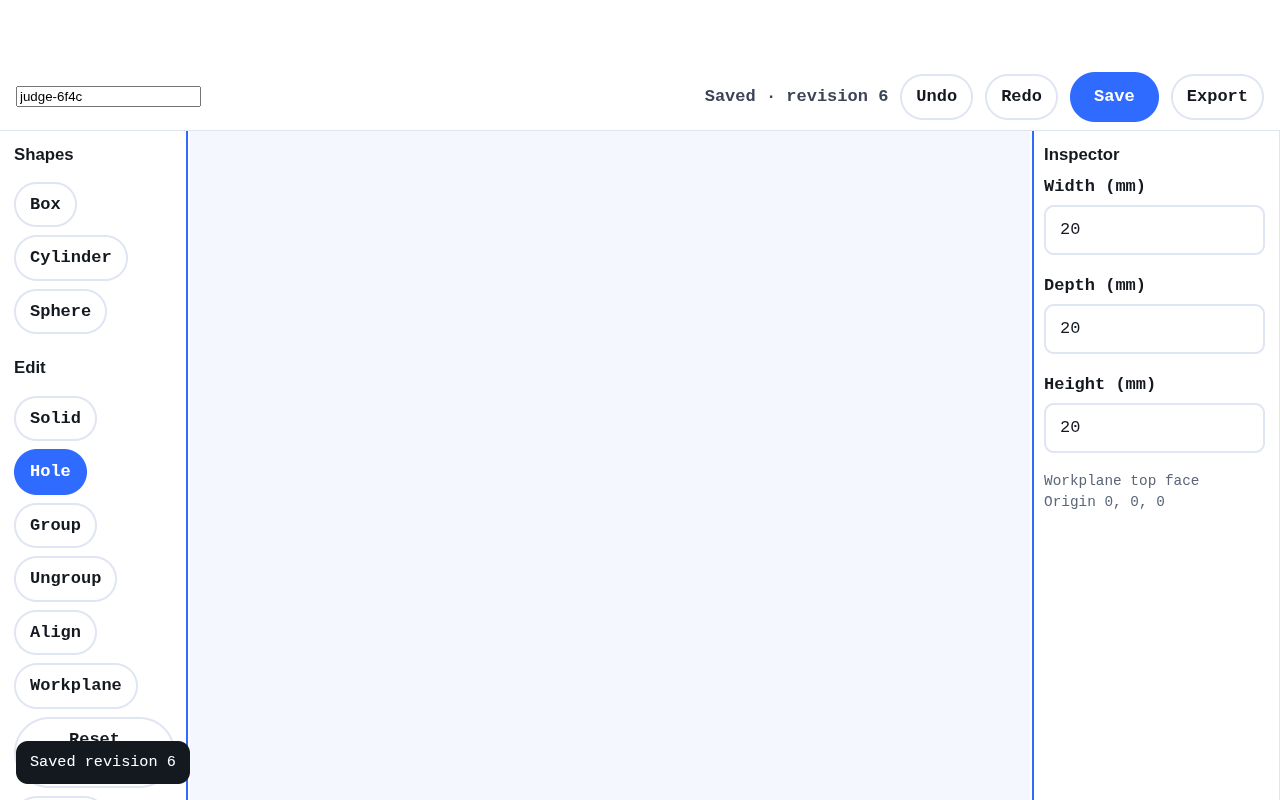 judge-6f4c
Saved · revision 6
Undo
Redo
Save
Export
Shapes
Box
Cylinder
Sphere
Edit
Solid
Hole
Group
Ungroup
Align
Workplane
Reset
Saved revision 6
Inspector
Width (mm)
20
Depth (mm)
20
Height (mm)
20
Workplane top face
Origin 0, 0, 0